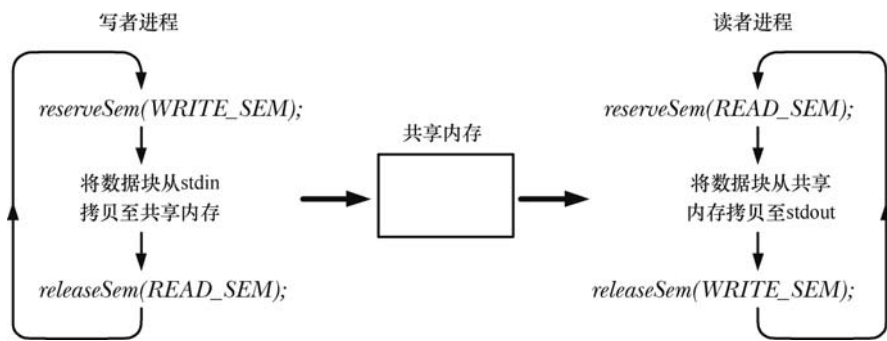 写者进程
reserveSem(WRITE_SEM);
将数据块从stdin
拷贝至共享内存
releaseSem(READ_SEM);
共享内存
读者进程
reserveSem(READ_SEM);
将数据块从共享
内存拷贝至stdout
releaseSem(WRITE_SEM);